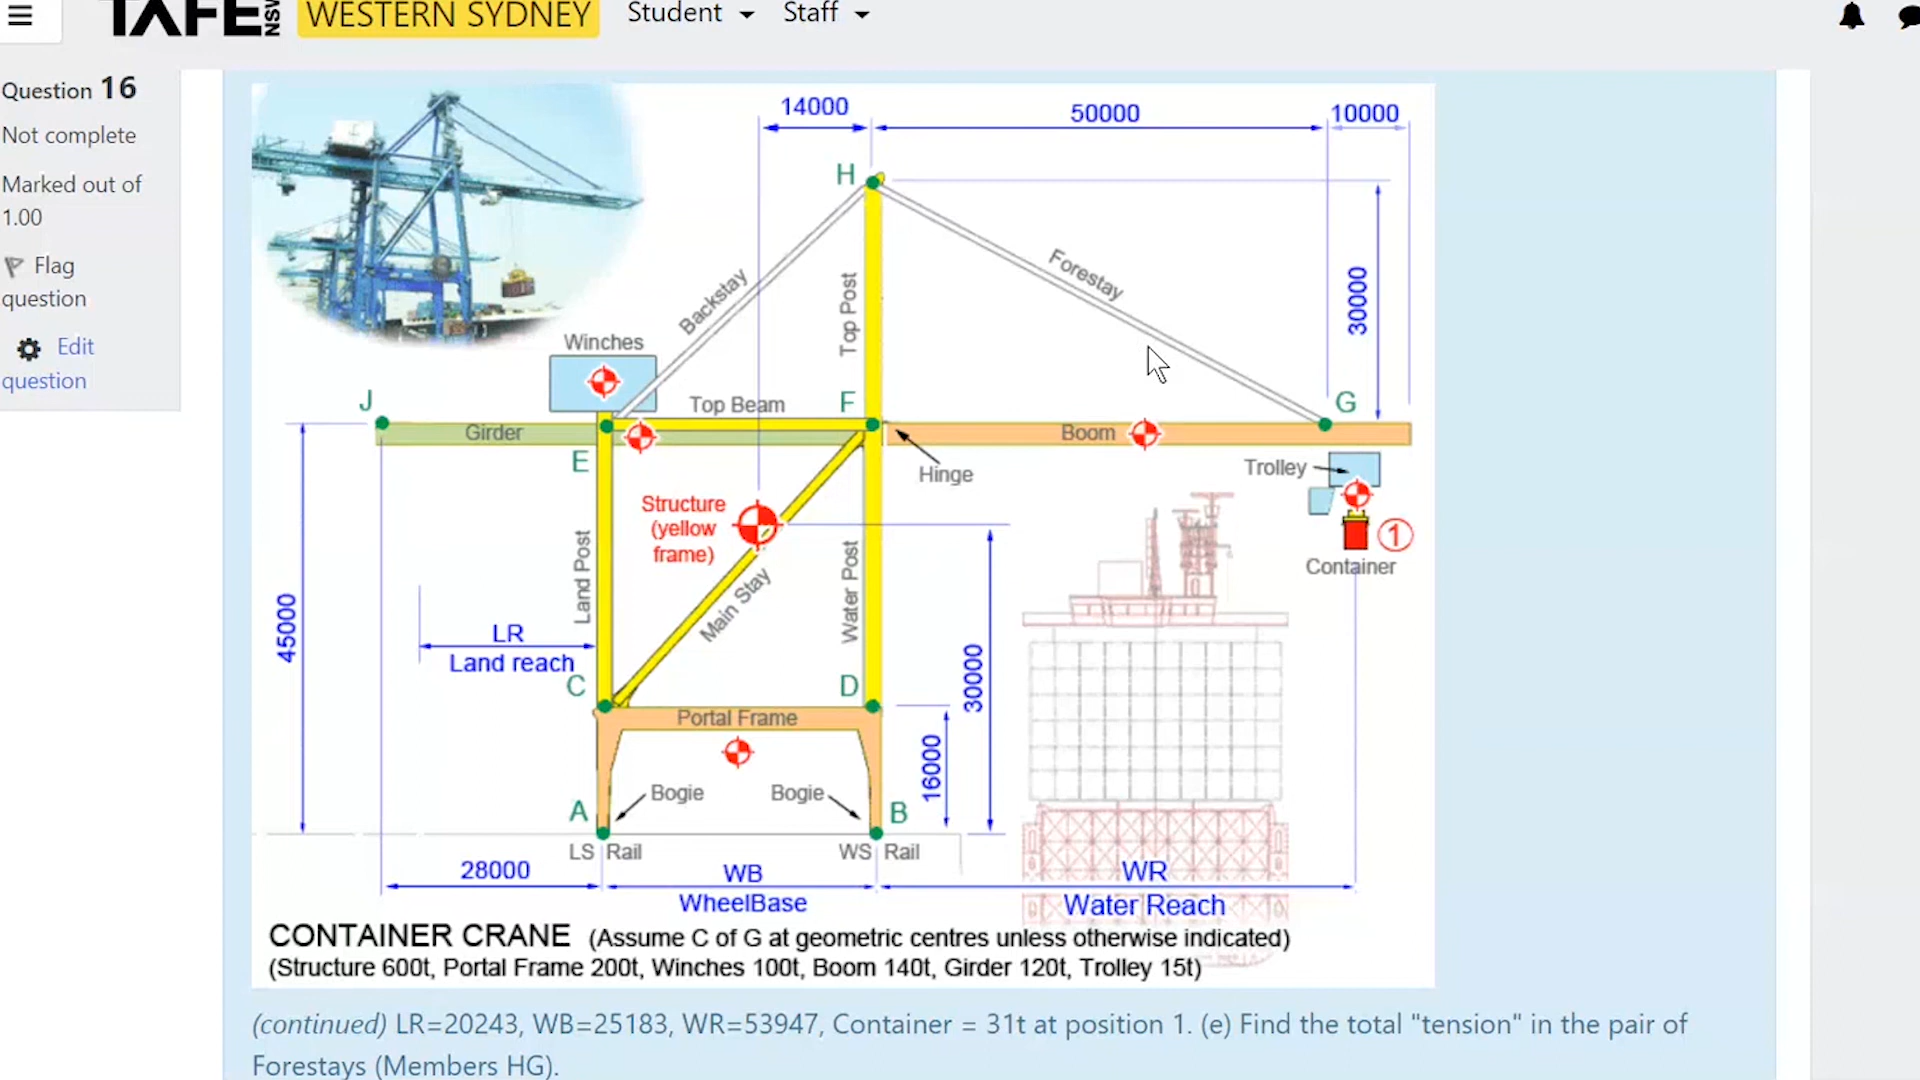 TAFE NSW
WESTERN SYDNEY
Student
Staff
Question 16
Not complete
Marked out of
1.00
Flag
question
Edit
question
14000
50000
10000
H
Backstay
Top Post
Forestay
30000
Winches
J
Top Beam
F
G
Girder
Boom
E
Hinge
Trolley
Structure
(yellow
frame)
1
Container
Land Post
Main Stay
Water Post
45000
LR
Land reach
C
D
30000
Portal Frame
16000
Bogie
Bogie
A
B
LS Rail
WS Rail
28000
WB
WheelBase
WR
Water Reach
CONTAINER CRANE (Assume C of G at geometric centres unless otherwise indicated)
(Structure 600t, Portal Frame 200t, Winches 100t, Boom 140t, Girder 120t, Trolley 15t)
(continued) LR=20243, WB=25183, WR=53947, Container = 31t at position 1. (e) Find the total "tension" in the pair of
Forestays (Members HG).